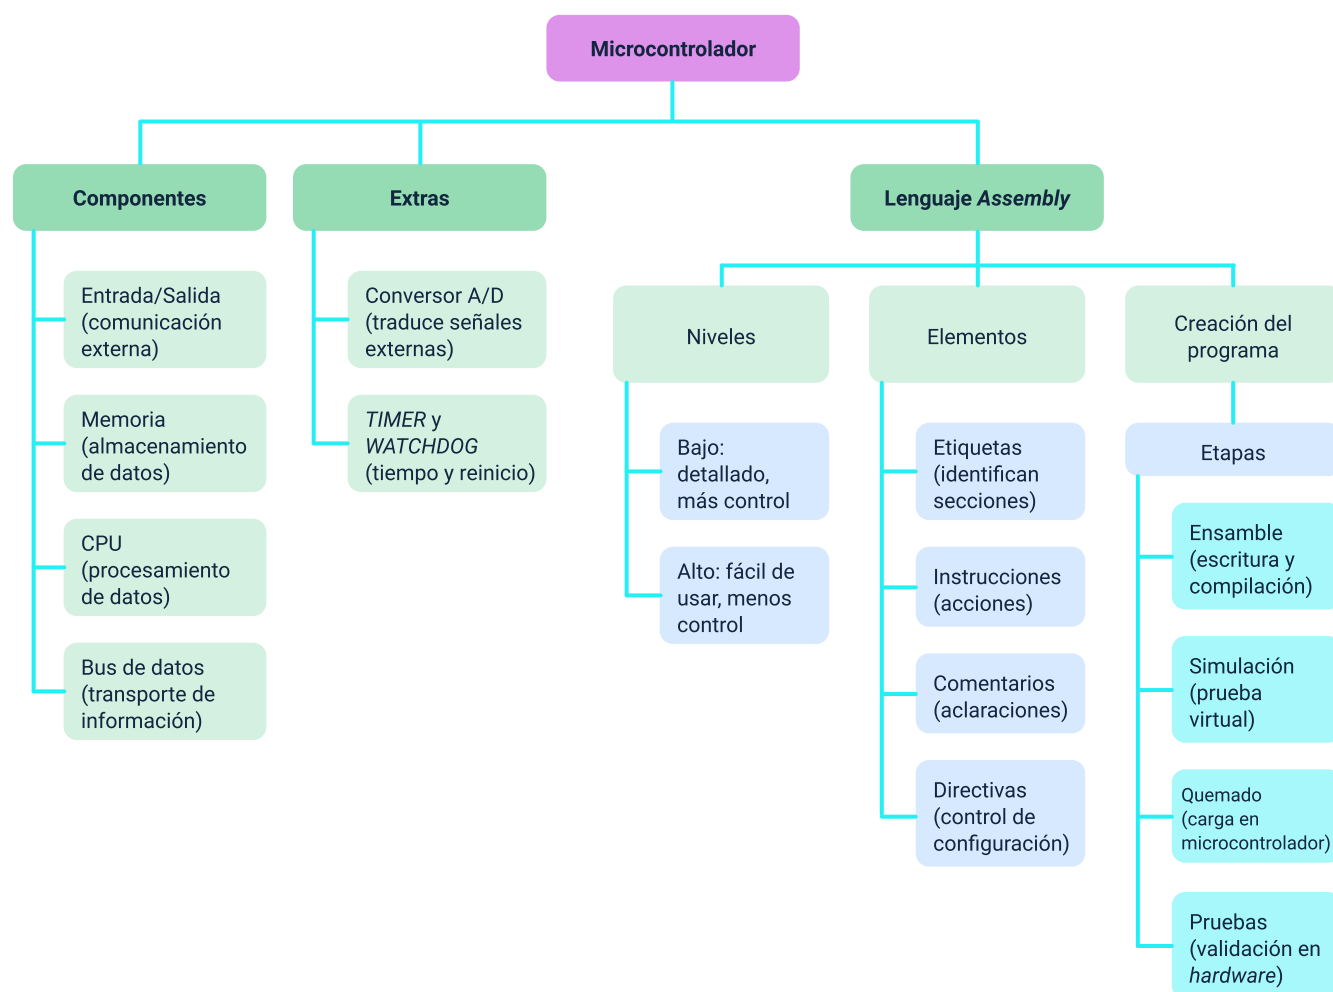 Microcontrolador
Componentes
Entrada/Salida
(comunicación
externa)
Memoria
(almacenamiento
de datos)
CPU
(procesamiento
de datos)
Bus de datos
(transporte de
información)
Extras
Conversor A/D
(traduce señales
externas)
TIMER y
WATCHDOG
(tiempo y reinicio)
Lenguaje Assembly
Niveles
Bajo:
detallado,
más control
Alto: fácil de
usar, menos
control
Elementos
Etiquetas
(identifican
secciones)
Instrucciones
(acciones)
Comentarios
(aclaraciones)
Directivas
(control de
configuración)
Creación del
programa
Etapas
Ensamble
(escritura y
compilación)
Simulación
(prueba
virtual)
Quemado
(carga en
microcontrolador)
Pruebas
(validación en
hardware)